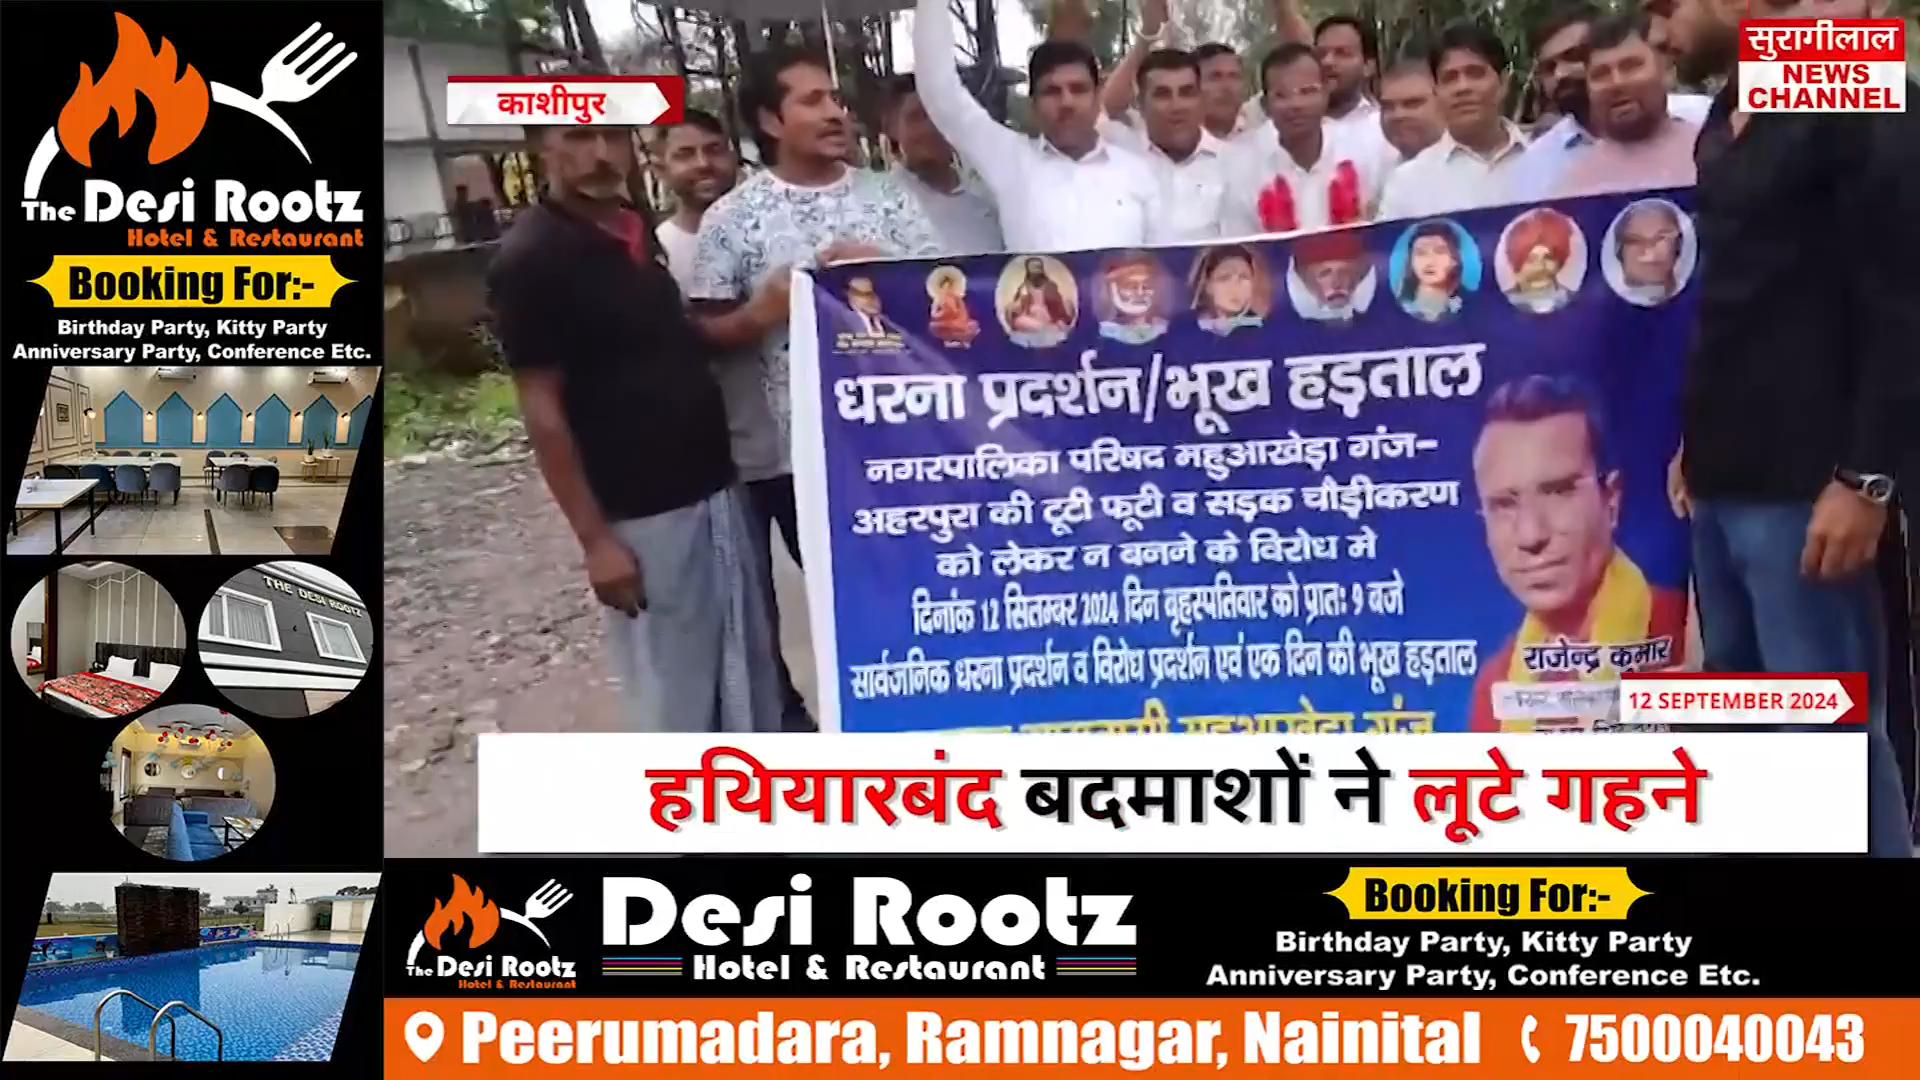 The Desi Rootz
Hotel & Restaurant
Booking For:-
Birthday Party, Kitty Party
Anniversary Party, Conference Etc.
THE DESI ROOTZ
काशीपुर
सुरागीलाल
NEWS
CHANNEL
धरना प्रदर्शन/भूख हड़ताल
नगरपालिका परिषद महुआखेड़ा गंज-
अहरपुरा की टूटी फूटी व सड़क चौड़ीकरण
को लेकर न बनने के विरोध मे
दिनांक 12 सितम्बर 2024 दिन बृहस्पतिवार को प्रातः 9 बजे
सार्वजनिक धरना प्रदर्शन व विरोध प्रदर्शन एवं एक दिन की भूख हड़ताल
महुआखेड़ा गंज
राजेन्द्र कुमार
12 SEPTEMBER 2024
हथियारबंद बदमाशों ने लूटे गहने
The Desi Rootz
Hotel & Restaurant
Desi Rootz
Hotel & Restaurant
Booking For:-
Birthday Party, Kitty Party
Anniversary Party, Conference Etc.
Peerumadara, Ramnagar, Nainital
7500040043